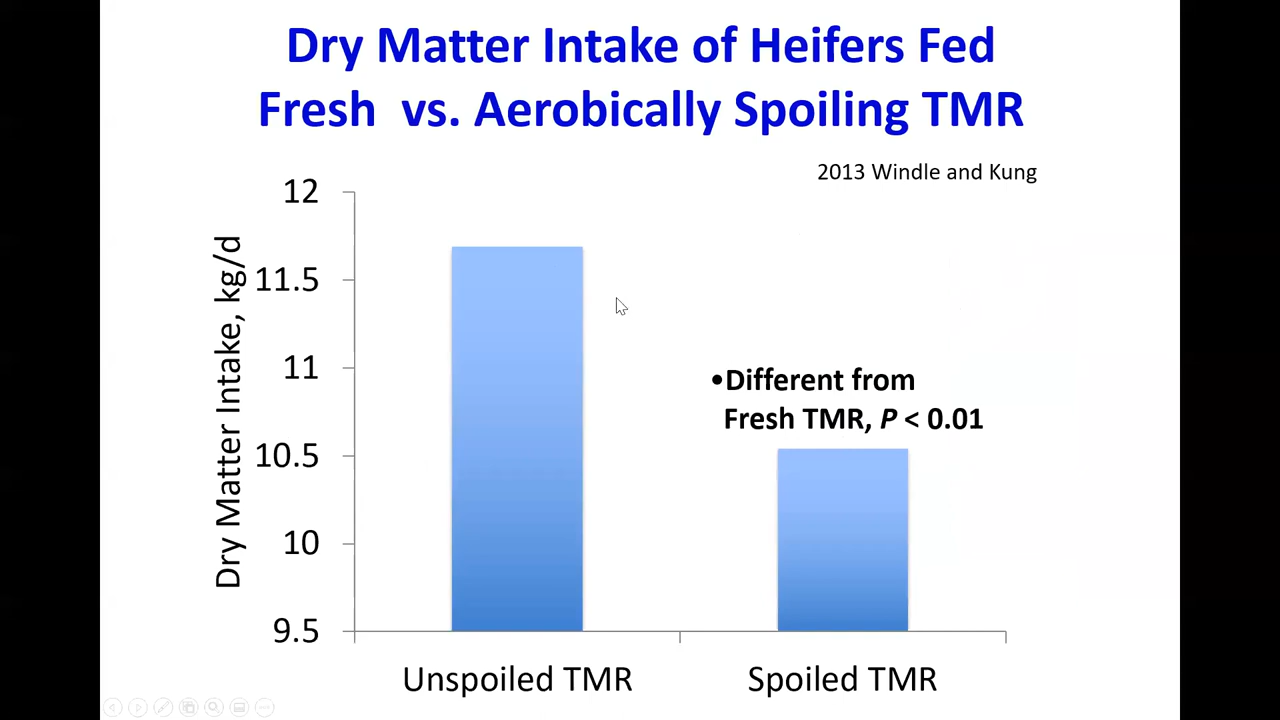 Dry Matter Intake of Heifers Fed
Fresh vs. Aerobically Spoiling TMR
2013 Windle and Kung
Dry Matter Intake, kg/d
12
11.5
11
10.5
10
9.5
•Different from
Fresh TMR, P < 0.01
Unspoiled TMR
Spoiled TMR